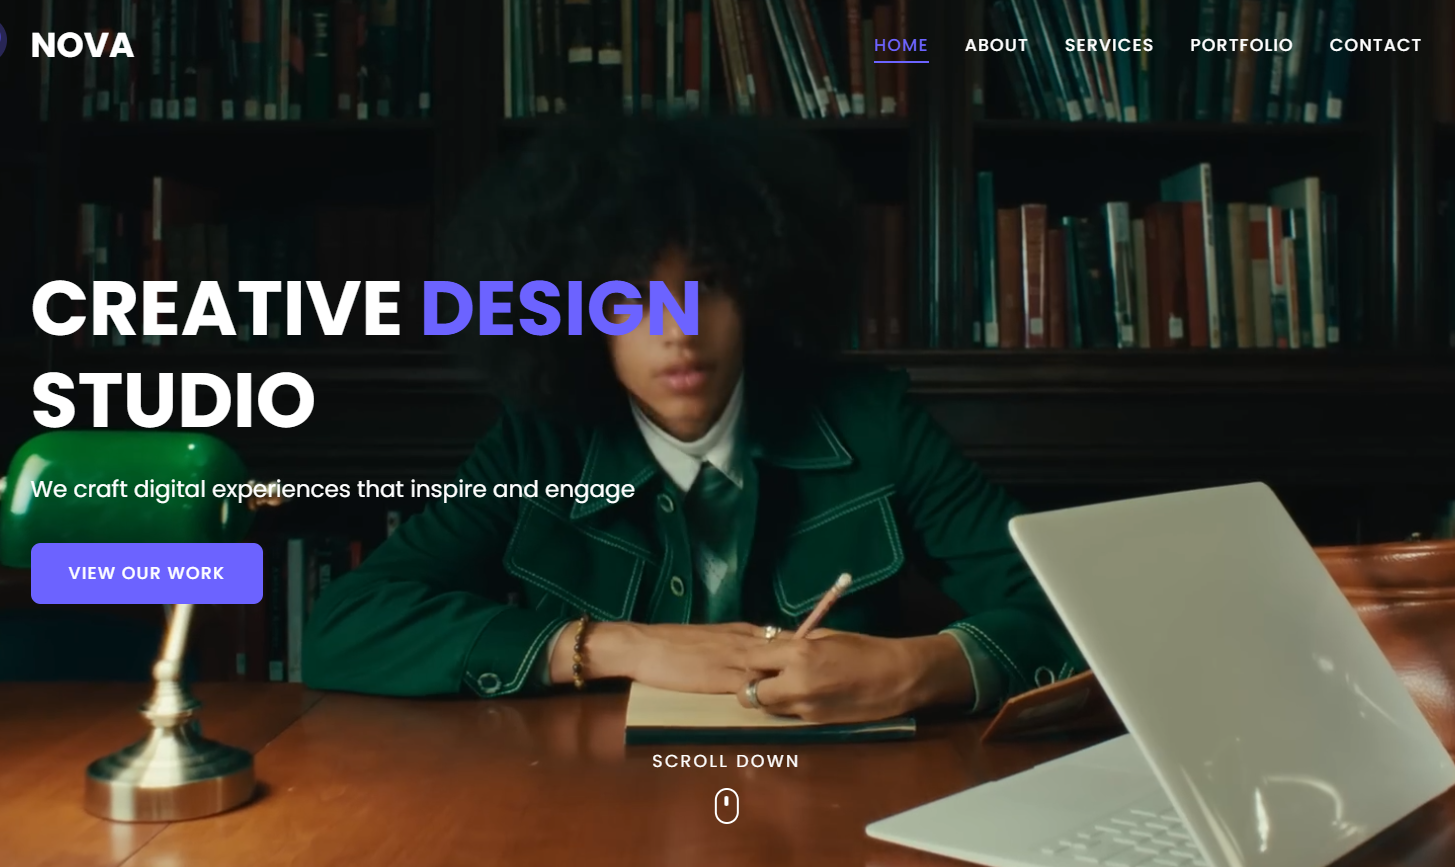 NOVA
HOME ABOUT SERVICES PORTFOLIO CONTACT
CREATIVE DESIGN
STUDIO
We craft digital experiences that inspire and engage
VIEW OUR WORK
SCROLL DOWN